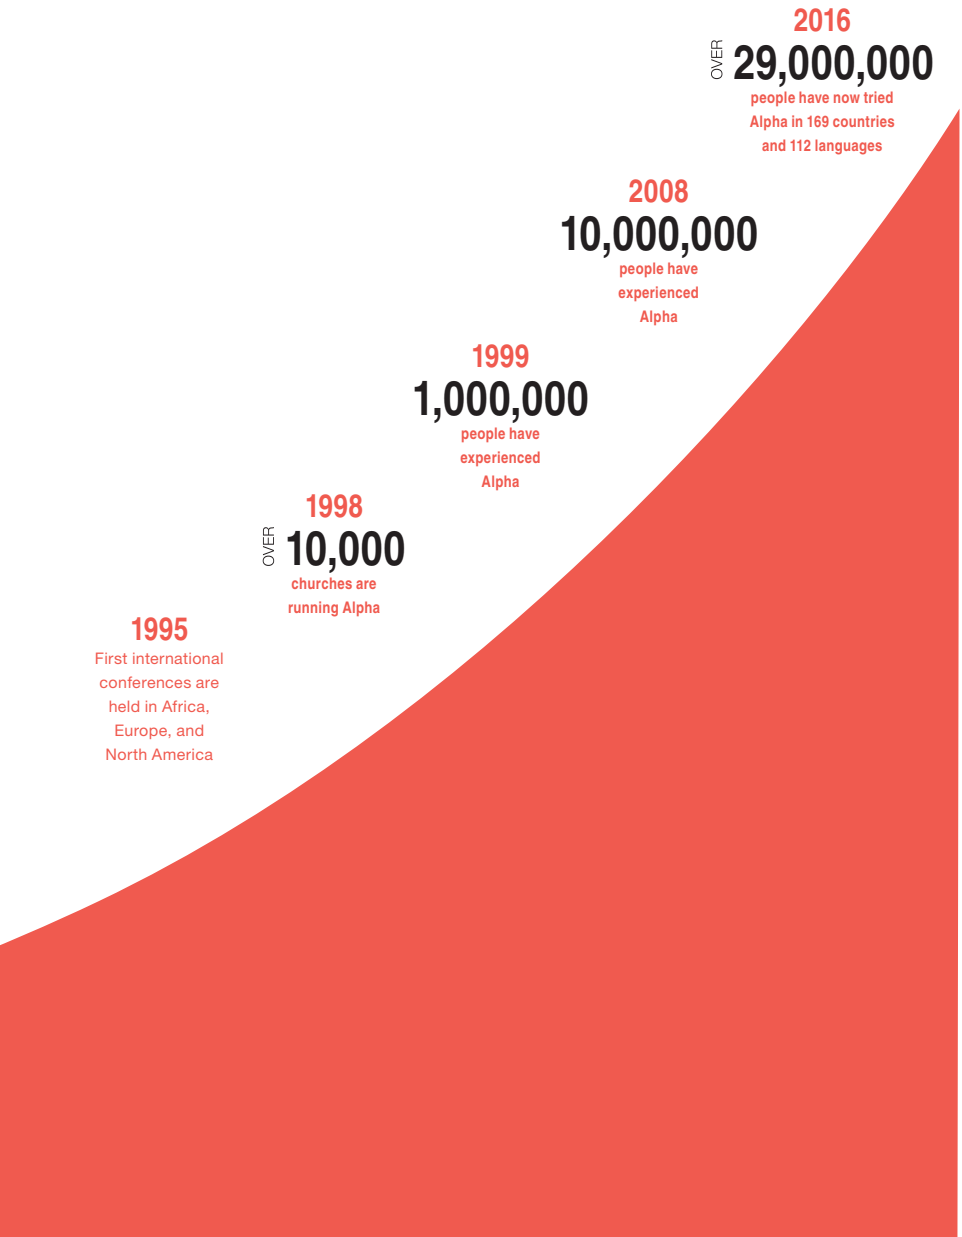 2016
OVER 29,000,000
people have now tried
Alpha in 169 countries
and 112 languages
2008
10,000,000
people have
experienced
Alpha
1999
1,000,000
people have
experienced
Alpha
1998
OVER 10,000
churches are
running Alpha
1995
First international
conferences are
held in Africa,
Europe, and
North America